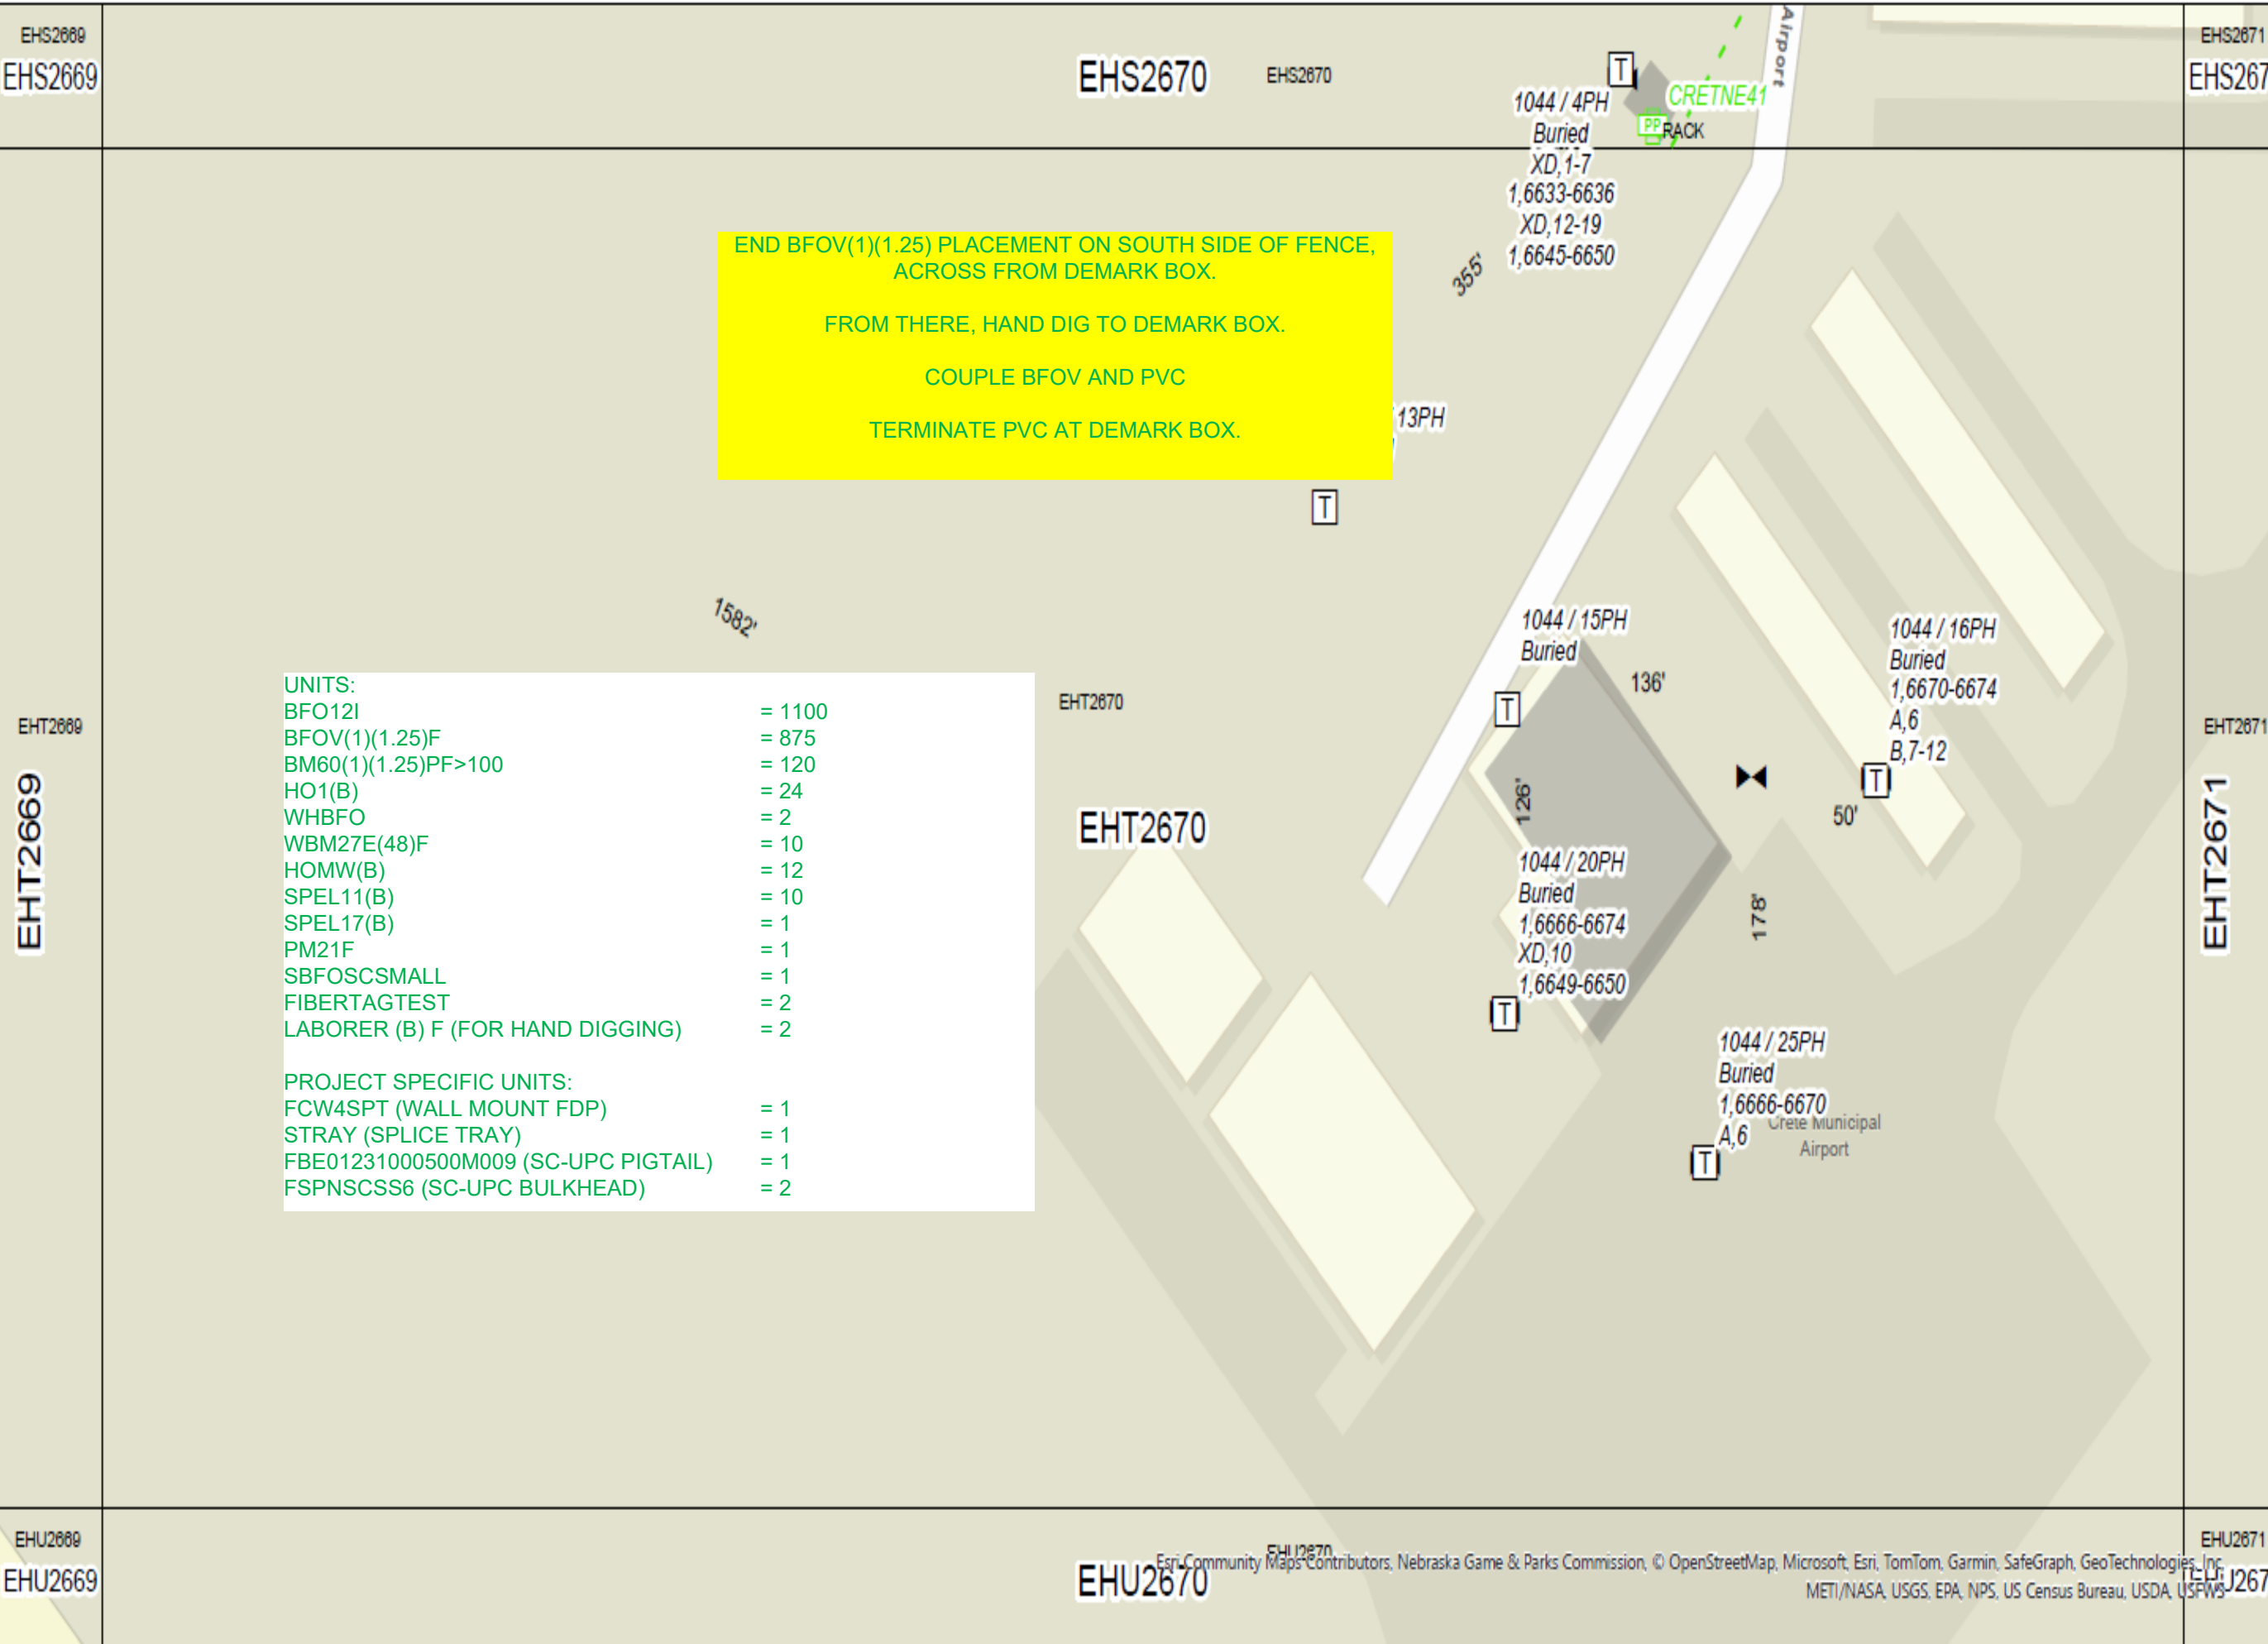 EHS2669
EHS2669
EHS2670
EHS2670
EHS2671
EHS267
Airport
T
CRETNE41
PP
RACK
1044 / 4PH
Buried
XD,1-7
1,6633-6636
XD,12-19
1,6645-6650
355'
END BFOV(1)(1.25) PLACEMENT ON SOUTH SIDE OF FENCE,
ACROSS FROM DEMARK BOX.
FROM THERE, HAND DIG TO DEMARK BOX.
COUPLE BFOV AND PVC
TERMINATE PVC AT DEMARK BOX.
13PH
T
1582'
UNITS:
BFO12I = 1100
BFOV(1)(1.25)F = 875
BM60(1)(1.25)PF>100 = 120
HO1(B) = 24
WHBFO = 2
WBM27E(48)F = 10
HOMW(B) = 12
SPEL11(B) = 10
SPEL17(B) = 1
PM21F = 1
SBFOSCSMALL = 1
FIBERTAGTEST = 2
LABORER (B) F (FOR HAND DIGGING) = 2
PROJECT SPECIFIC UNITS:
FCW4SPT (WALL MOUNT FDP) = 1
STRAY (SPLICE TRAY) = 1
FBE01231000500M009 (SC-UPC PIGTAIL) = 1
FSPNSCSS6 (SC-UPC BULKHEAD) = 2
EHT2669
EHT2669
EHT2670
EHT2670
1044 / 15PH
Buried
T
136'
126'
1044 / 16PH
Buried
1,6670-6674
A,6
B,7-12
T
50'
178'
1044 / 20PH
Buried
1,6666-6674
XD,10
1,6649-6650
T
1044 / 25PH
Buried
1,6666-6670
A,6
T
Crete Municipal
Airport
EHT2671
EHT2671
EHU2669
EHU2669
EHU2670
EHU2670
EHU2671
Esri Community Maps Contributors, Nebraska Game & Parks Commission, © OpenStreetMap, Microsoft, Esri, TomTom, Garmin, SafeGraph, GeoTechnologies, Inc,
METI/NASA, USGS, EPA, NPS, US Census Bureau, USDA, USFWS